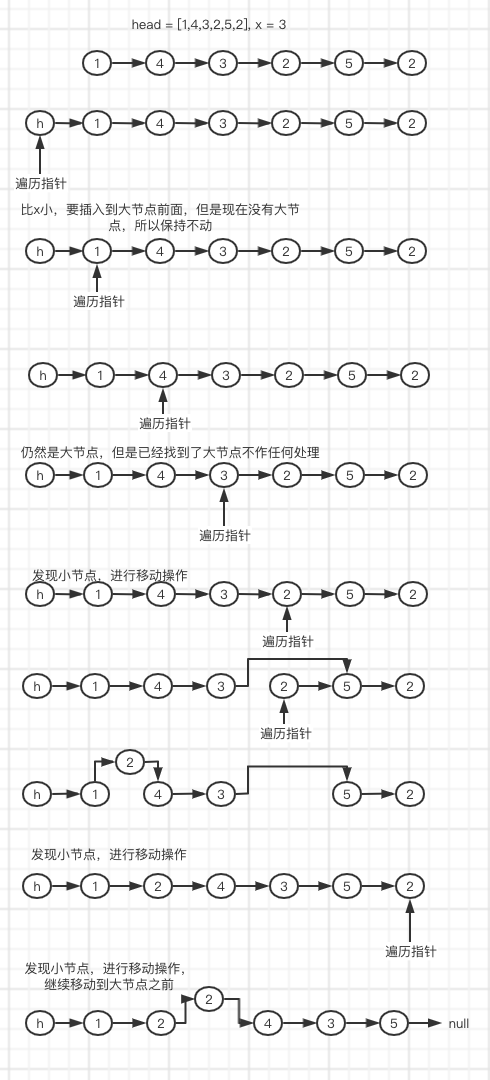 head = [1,4,3,2,5,2], x = 3
1 4 3 2 5 2
h 1 4 3 2 5 2
遍历指针
比x小，要插入到大节点前面，但是现在没有大节
点，所以保持不动
h 1 4 3 2 5 2
遍历指针
h 1 4 3 2 5 2
遍历指针
仍然是大节点，但是已经找到了大节点不作任何处理
h 1 4 3 2 5 2
遍历指针
发现小节点，进行移动操作
h 1 4 3 2 5 2
遍历指针
h 1 4 3 2 5 2
遍历指针
2
h 1 4 3 5 2
发现小节点，进行移动操作
h 1 2 4 3 5 2
遍历指针
发现小节点，进行移动操作，
继续移动到大节点之前
2
h 1 2 4 3 5 null